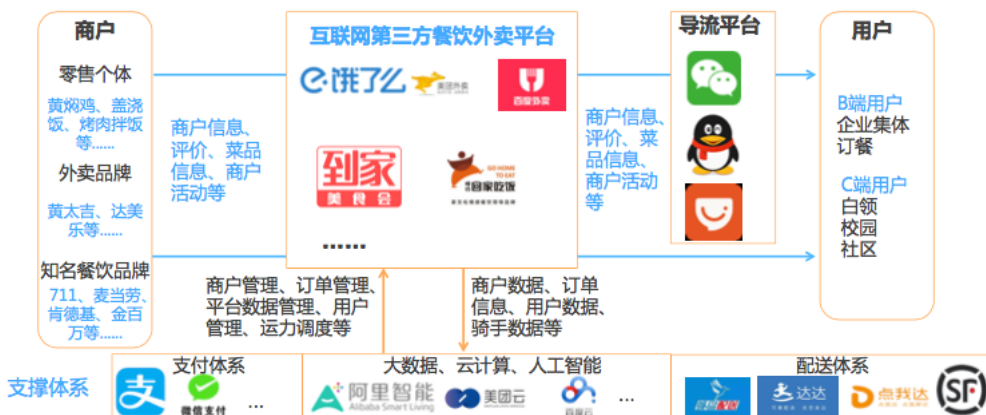 商户
零售个体
黄焖鸡、盖浇
饭、烤肉拌饭
等……
外卖品牌
黄太吉、达美
乐等……
知名餐饮品牌
711、麦当劳、
肯德基、金百
万等……
商户信息、
评价、菜品
信息、商户
活动等
互联网第三方餐饮外卖平台
饿了么
美团外卖
百度外卖
到家
美食会
GO HOME
TO EAT
回家吃饭
……
商户信息、
评价、菜
品信息、
商户活动
等
导流平台
用户
B端用户
企业集体
订餐
C端用户
白领
校园
社区
商户管理、订单管理、
平台数据管理、用户
管理、运力调度等
商户数据、订单
信息、用户数据、
骑手数据等
支撑体系
支付体系
支
微信支付
...
大数据、云计算、人工智能
阿里智能
Alibaba Smart Living
美团云
百度云
...
配送体系
达达
点我达
SF